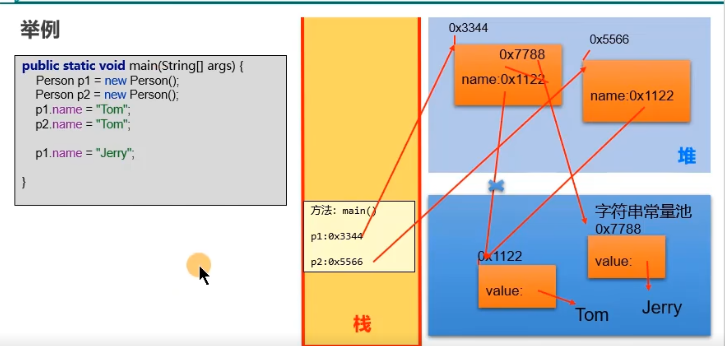 举例
public static void main(String[] args) {
Person p1 = new Person();
Person p2 = new Person();
p1.name = "Tom";
p2.name = "Tom";
p1.name = "Jerry";
}
方法: main()
p1:0x3344
p2:0x5566
栈
0x3344
0x7788
name:0x1122
0x5566
name:0x1122
堆
字符串常量池
0x7788
value:
Jerry
0x1122
value:
Tom